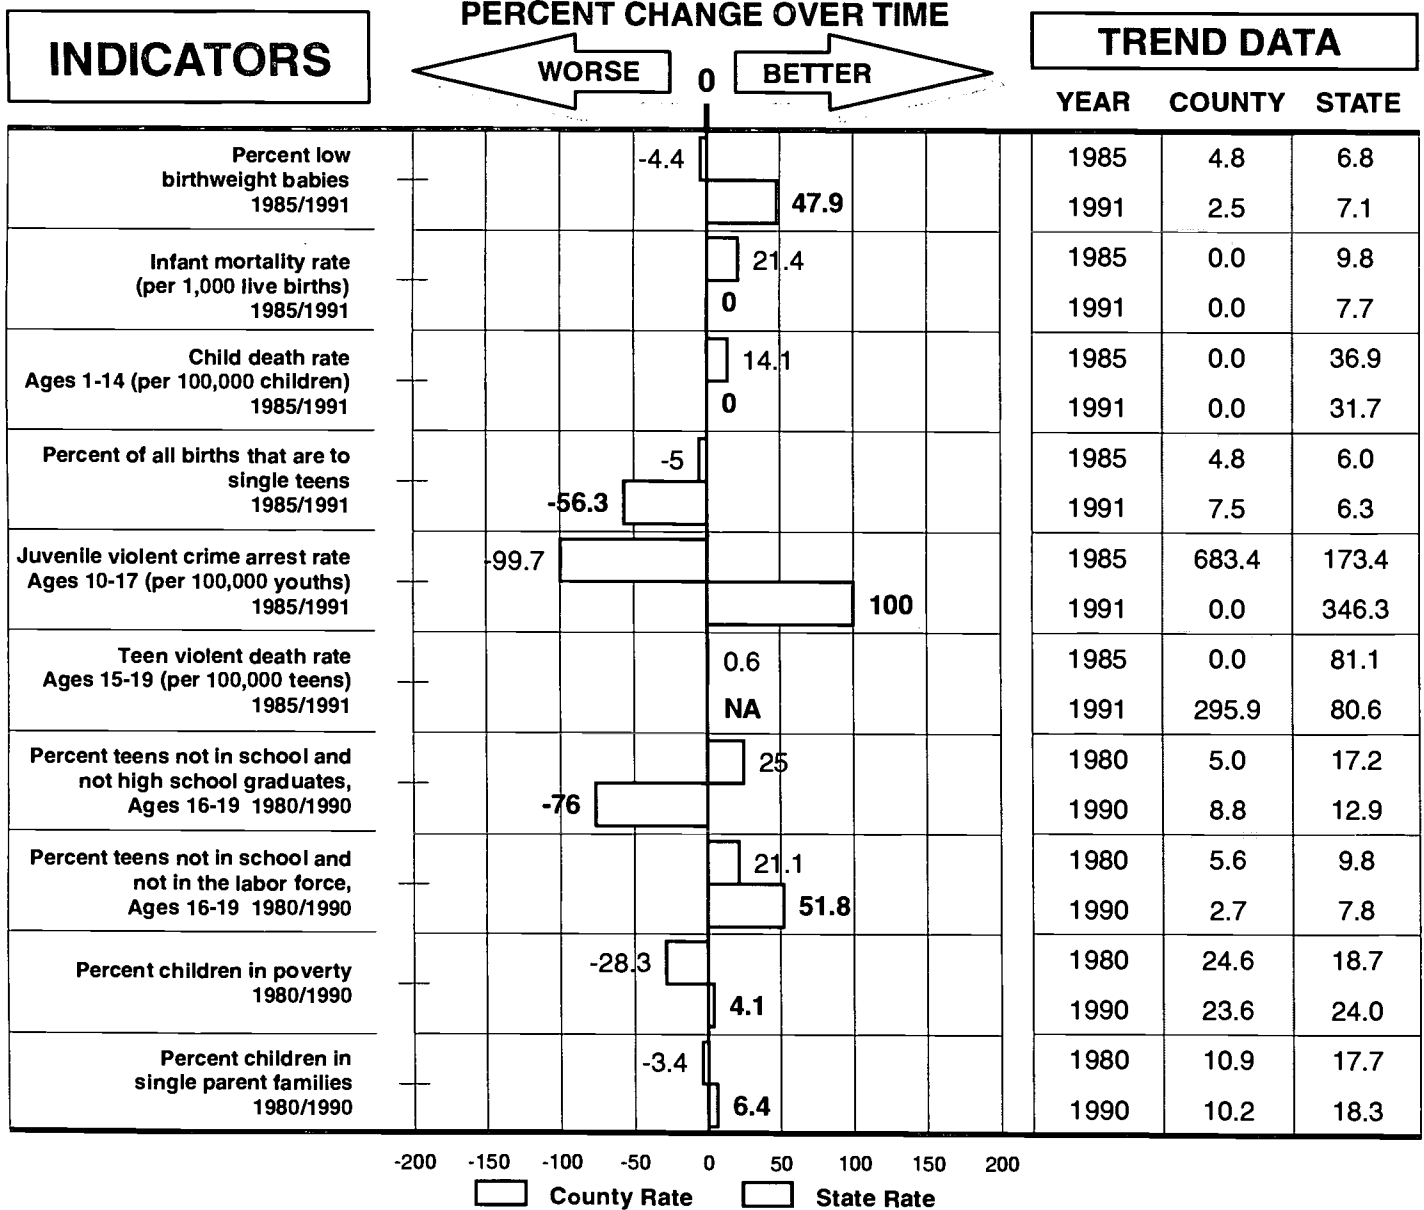 PERCENT CHANGE OVER TIME
INDICATORS
WORSE
0
BETTER
TREND DATA
YEAR COUNTY STATE
Percent low
birthweight babies
1985/1991
-4.4
47.9
1985 4.8 6.8
1991 2.5 7.1
Infant mortality rate
(per 1,000 live births)
1985/1991
21.4
0
1985 0.0 9.8
1991 0.0 7.7
Child death rate
Ages 1-14 (per 100,000 children)
1985/1991
14.1
0
1985 0.0 36.9
1991 0.0 31.7
Percent of all births that are to
single teens
1985/1991
-5
-56.3
1985 4.8 6.0
1991 7.5 6.3
Juvenile violent crime arrest rate
Ages 10-17 (per 100,000 youths)
1985/1991
-99.7
100
1985 683.4 173.4
1991 0.0 346.3
Teen violent death rate
Ages 15-19 (per 100,000 teens)
1985/1991
0.6
NA
1985 0.0 81.1
1991 295.9 80.6
Percent teens not in school and
not high school graduates,
Ages 16-19 1980/1990
25
-76
1980 5.0 17.2
1990 8.8 12.9
Percent teens not in school and
not in the labor force,
Ages 16-19 1980/1990
21.1
51.8
1980 5.6 9.8
1990 2.7 7.8
Percent children in poverty
1980/1990
-28.3
4.1
1980 24.6 18.7
1990 23.6 24.0
Percent children in
single parent families
1980/1990
-3.4
6.4
1980 10.9 17.7
1990 10.2 18.3
-200 -150 -100 -50 0 50 100 150 200
County Rate State Rate